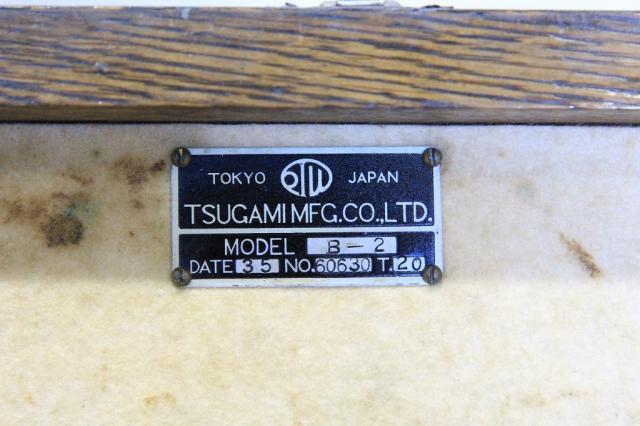 TOKYO JAPAN
TSUGAMI MFG.CO.,LTD.
MODEL B-2
DATE 35 NO.60630 T.20